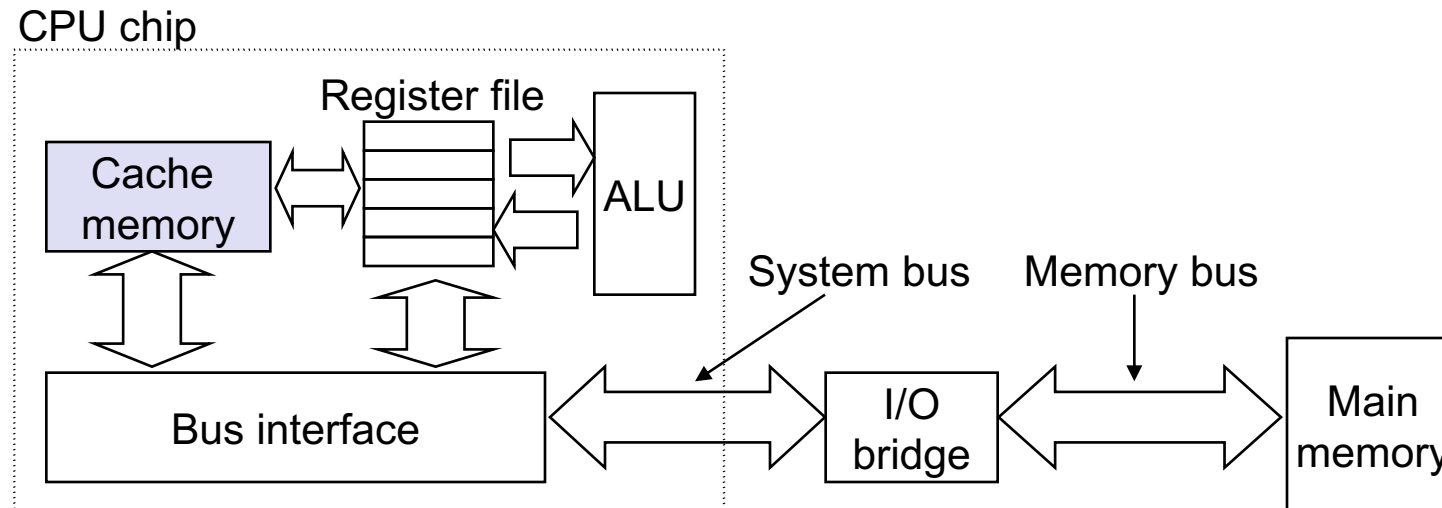 CPU chip
Register file
Cache
memory
ALU
System bus
Memory bus
Bus interface
I/O
bridge
Main
memory